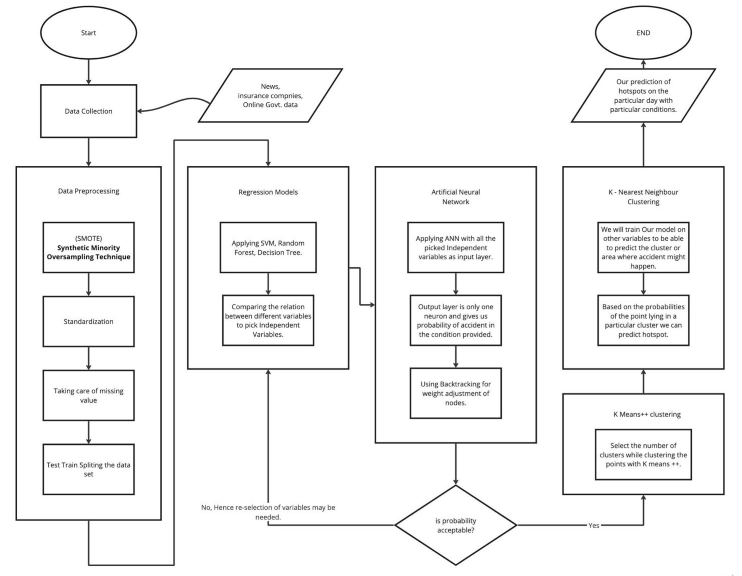 Start
Data Collection
News,
insurance compnies,
Online Govt. data
Data Preprocessing
(SMOTE)
Synthetic Minority
Oversampling Technique
Standardization
Taking care of missing
value
Test Train Spliting the data
set
Regression Models
Applying SVM, Random
Forest, Decision Tree.
Comparing the relation
between different variables
to pick Independent
Variables.
Artificial Neural
Network
Applying ANN with all the
picked Independent
variables as input layer.
Output layer is only one
neuron and gives us
probability of accident in
the condition provided.
Using Backtracking for
weight adjustment of
nodes.
is probability
acceptable?
No, Hence re-selection of variables may be
needed.
Yes
K Means++ clustering
Select the number of
clusters while clustering the
points with K means ++.
K - Nearest Neighbour
Clustering
We will train Our model on
other variables to be able
to predict the cluster or
area where accident might
happen.
Based on the probabilities
of the point lying in a
particular cluster we can
predict hotspot.
Our prediction of
hotspots on the
particular day with
particular conditions.
END